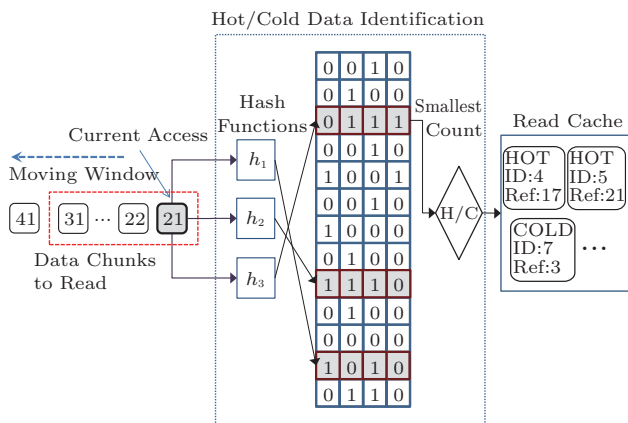 Hot/Cold Data Identification
Current Access
Moving Window
41
31 ... 22 21
Data Chunks
to Read
Hash
Functions
h1
h2
h3
0 0 1 0
0 1 0 0
0 1 1 1
0 0 1 0
1 0 0 1
0 0 1 0
1 0 0 0
0 1 0 0
1 1 1 0
0 1 0 0
0 0 0 0
1 0 1 0
0 1 1 0
Smallest
Count
H/C
Read Cache
HOT
ID:4
Ref:17
HOT
ID:5
Ref:21
COLD
ID:7
Ref:3
...